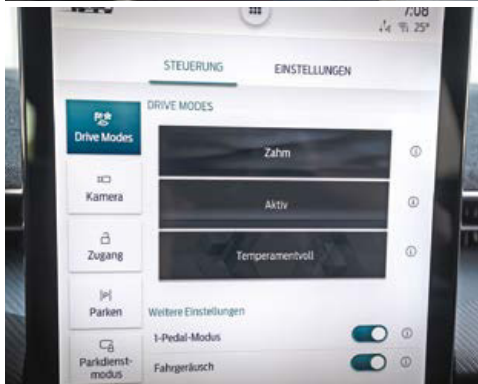 7:08
25°
STEUERUNG
EINSTELLUNGEN
DRIVE MODES
Drive Modes
Zahm
Kamera
Aktiv
Zugang
Temperamentvoll
Parken
Weitere Einstellungen
1-Pedal-Modus
Parkdienst-
modus
Fahrgeräusch